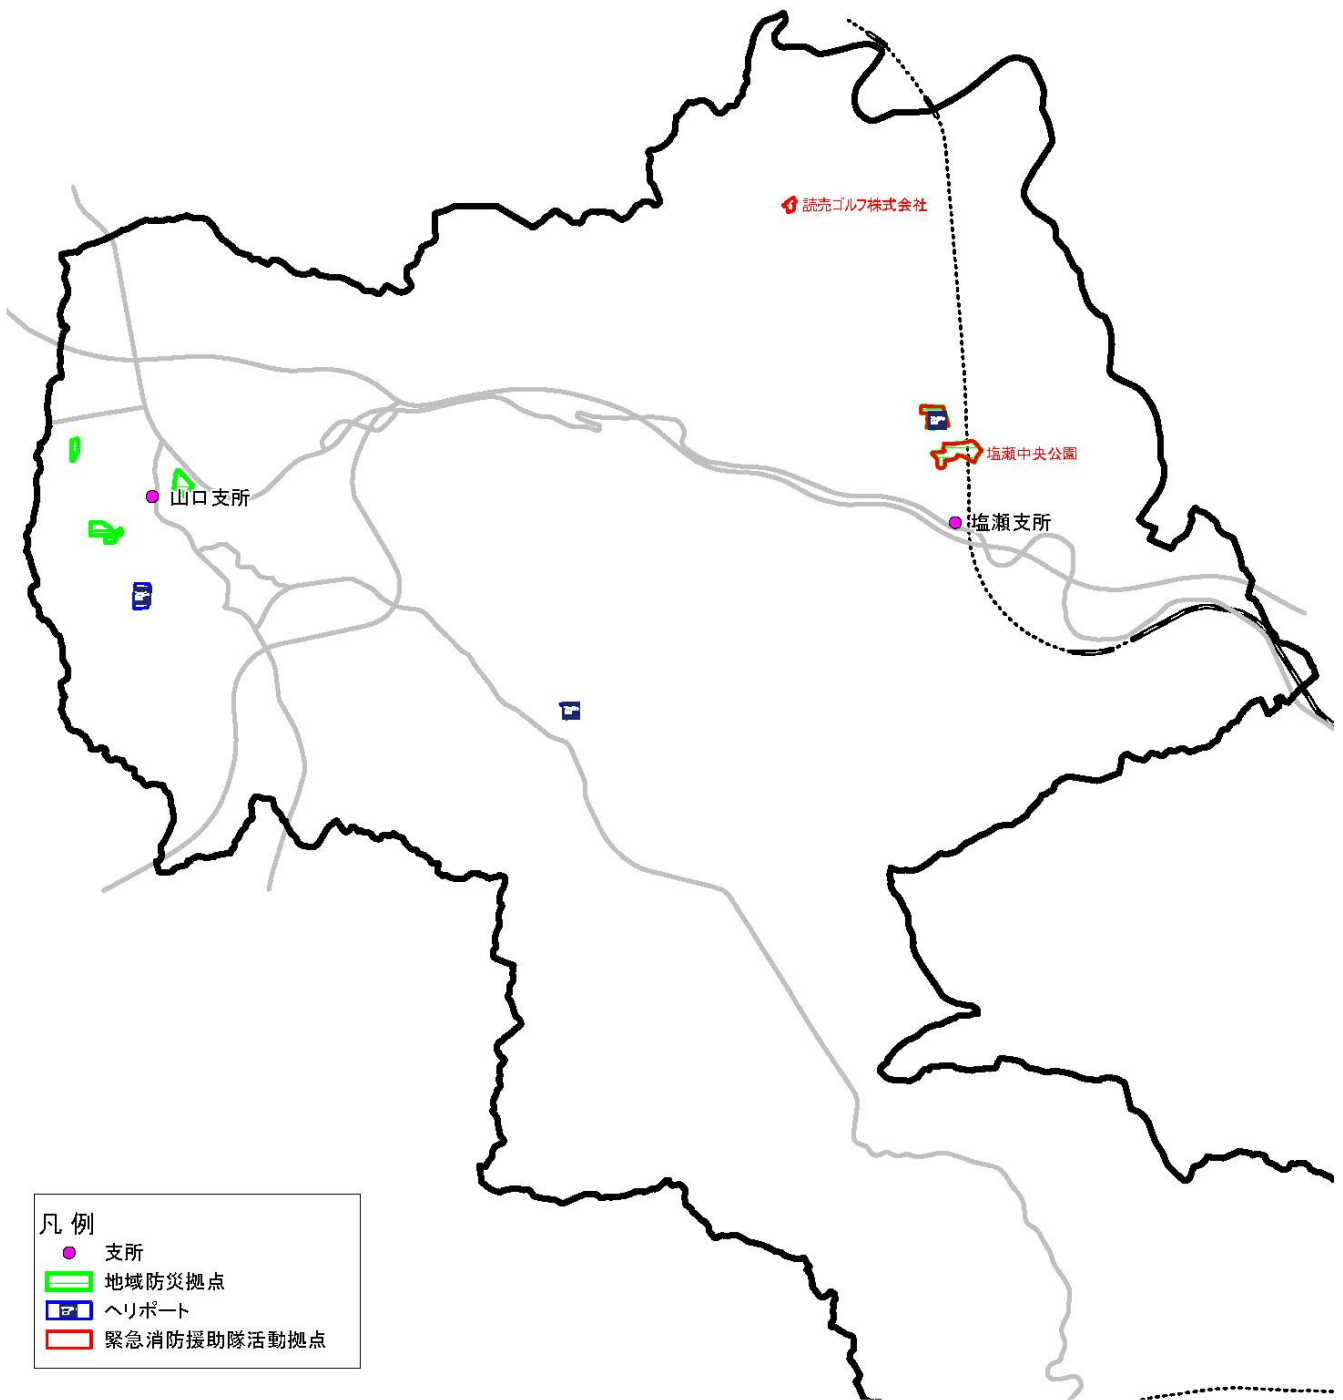 読売ゴルフ株式会社
塩瀬中央公園
山口支所
塩瀬支所
凡例
支所
地域防災拠点
ヘリポート
緊急消防援助隊活動拠点